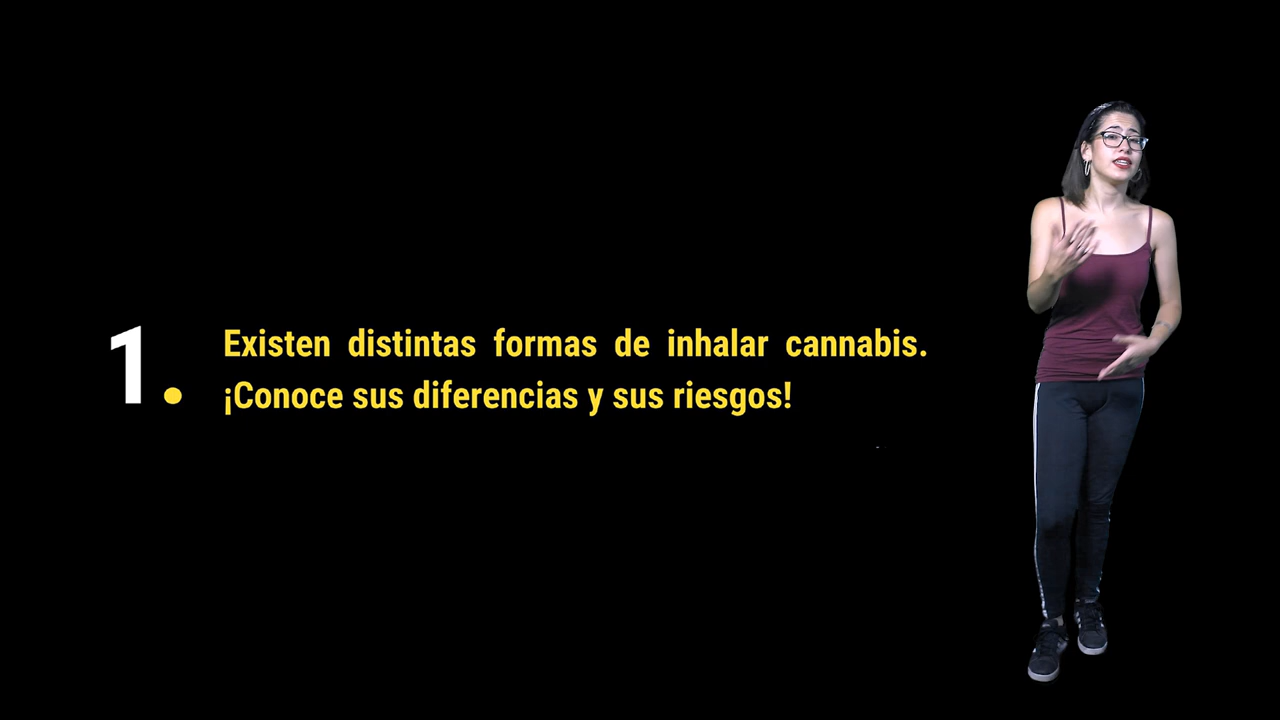 1. Existen distintas formas de inhalar cannabis.
¡Conoce sus diferencias y sus riesgos!